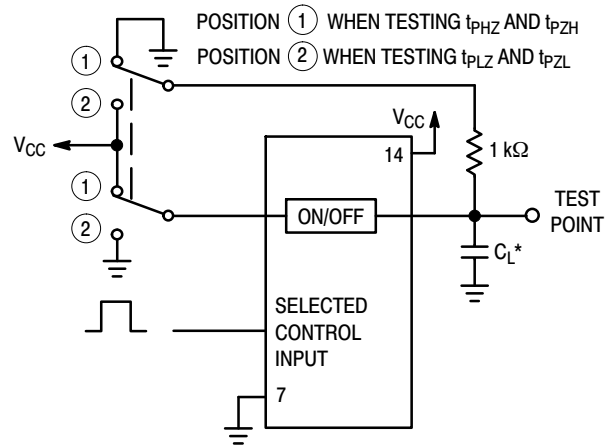 POSITION ① WHEN TESTING tPHZ AND tPZH
POSITION ② WHEN TESTING tPLZ AND tPZL
①
②
VCC
①
②
VCC
14
1 kΩ
ON/OFF
TEST
POINT
CL*
SELECTED
CONTROL
INPUT
7